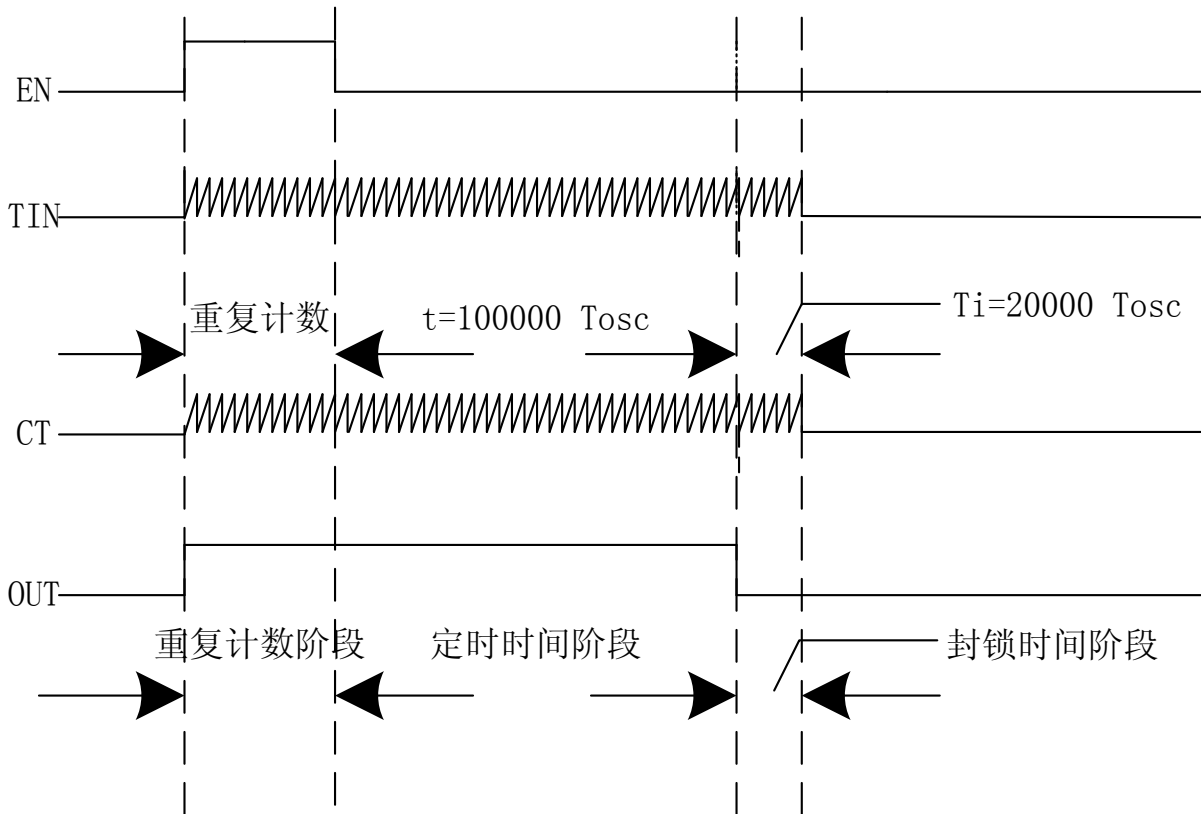 EN
TIN
重复计数
t=100000 Tosc
Ti=20000 Tosc
CT
OUT
重复计数阶段
定时时间阶段
封锁时间阶段